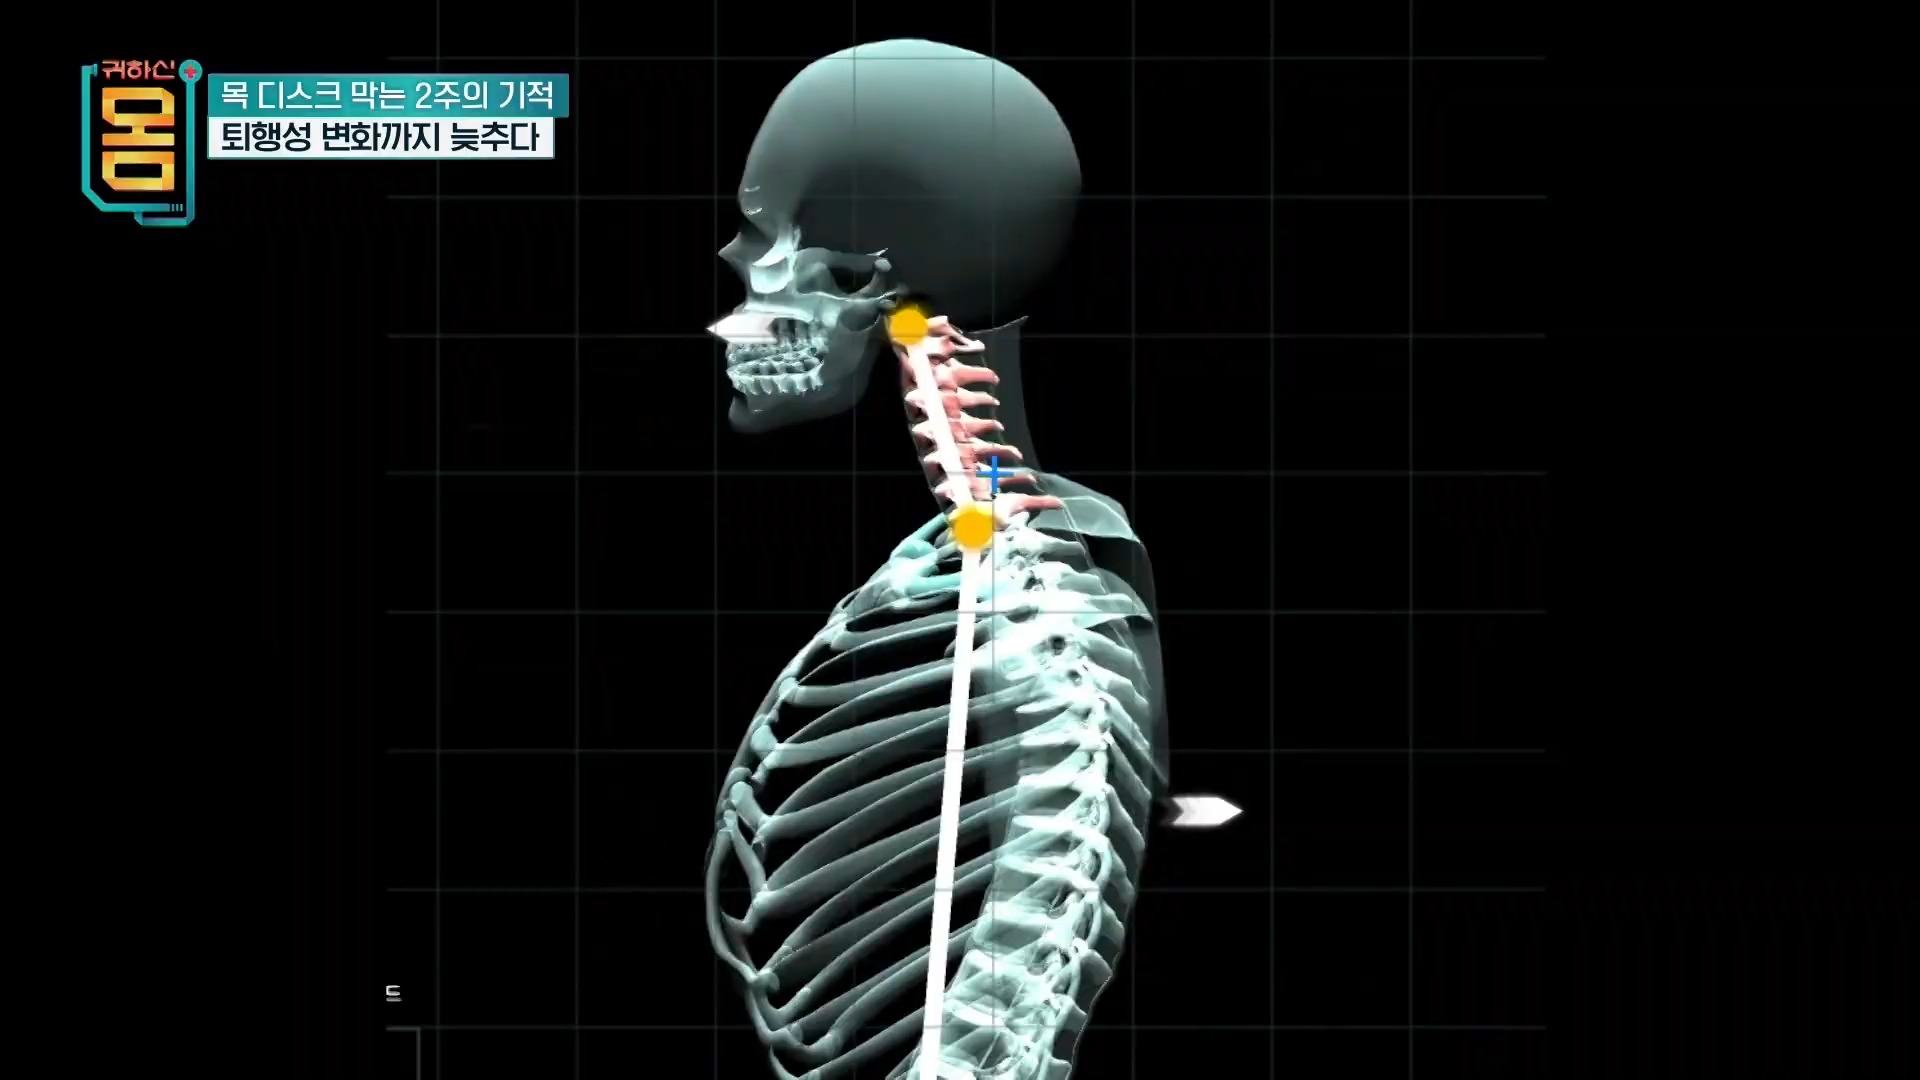 귀하신
몸
목 디스크 막는 2주의 기적
퇴행성 변화까지 늦추다
드